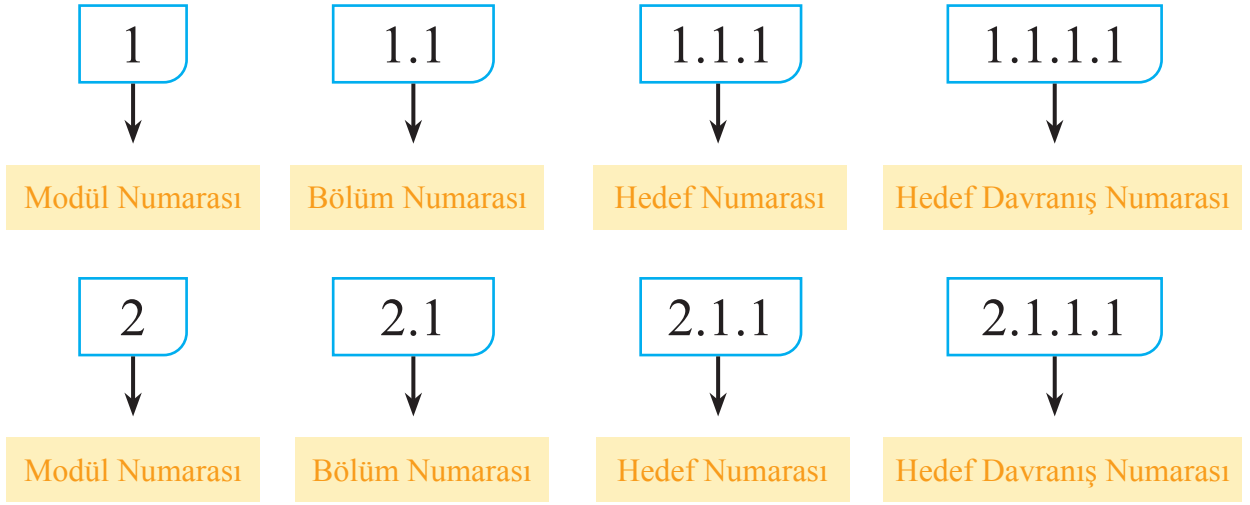 1 1.1 1.1.1 1.1.1.1
Modül Numarası Bölüm Numarası Hedef Numarası Hedef Davranış Numarası
2 2.1 2.1.1 2.1.1.1
Modül Numarası Bölüm Numarası Hedef Numarası Hedef Davranış Numarası